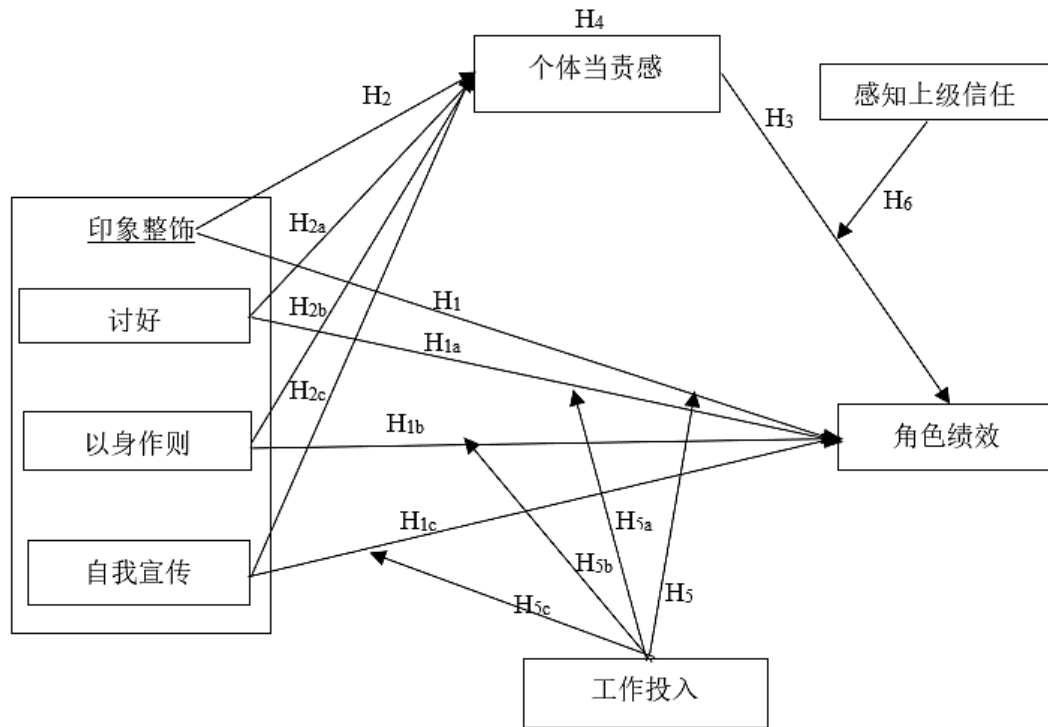 H4
个体当责感
感知上级信任
H2
H3
H6
印象整饰
H2a
讨好
H2b
H1
H1a
H2c
以身作则
H1b
角色绩效
H1c
H5a
自我宣传
H5b
H5
H5c
工作投入